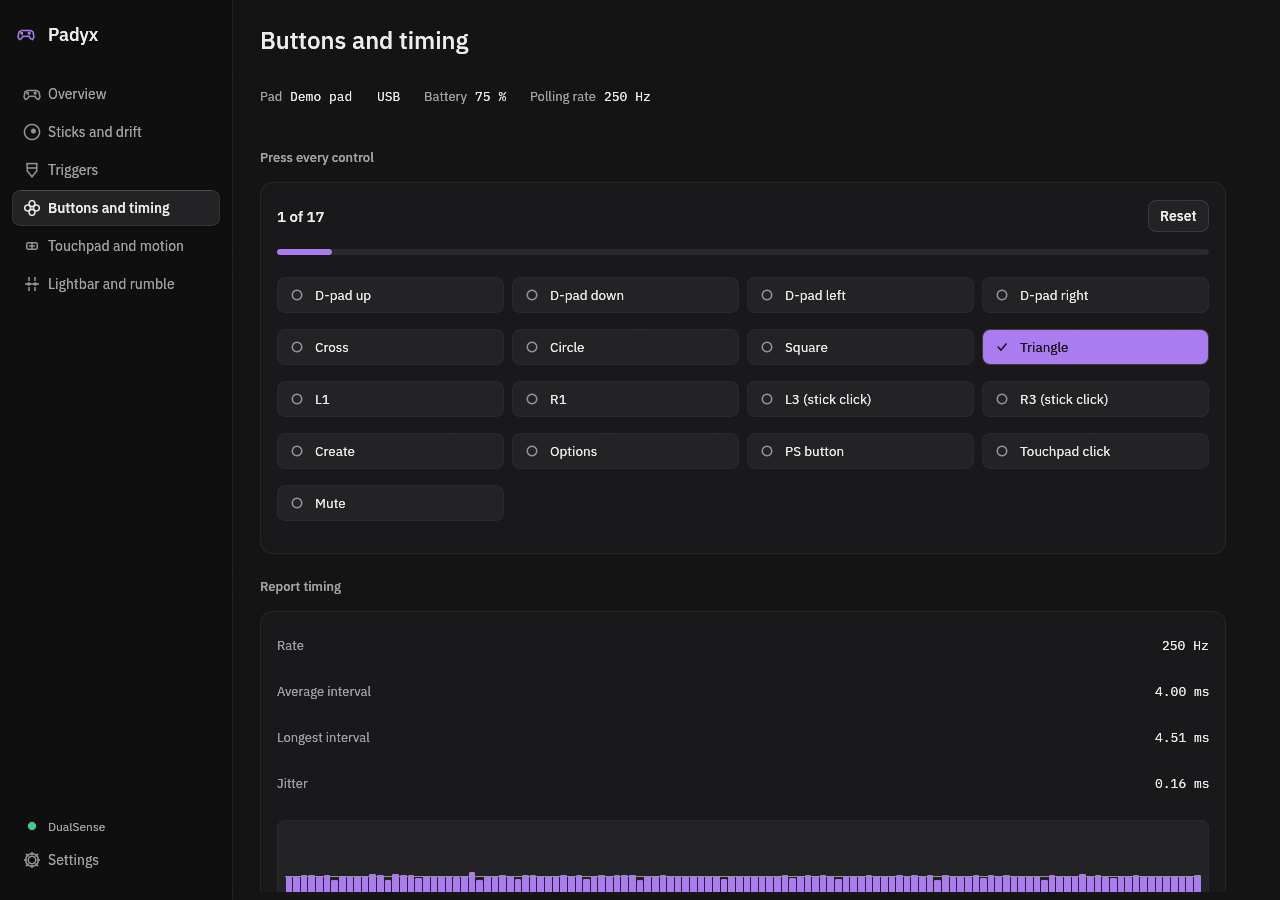 Padyx
Overview
Sticks and drift
Triggers
Buttons and timing
Touchpad and motion
Lightbar and rumble
DualSense
Settings
Buttons and timing
Pad Demo pad USB Battery 75 % Polling rate 250 Hz
Press every control
1 of 17 Reset
D-pad up D-pad down D-pad left D-pad right
Cross Circle Square Triangle
L1 R1 L3 (stick click) R3 (stick click)
Create Options PS button Touchpad click
Mute
Report timing
Rate 250 Hz
Average interval 4.00 ms
Longest interval 4.51 ms
Jitter 0.16 ms